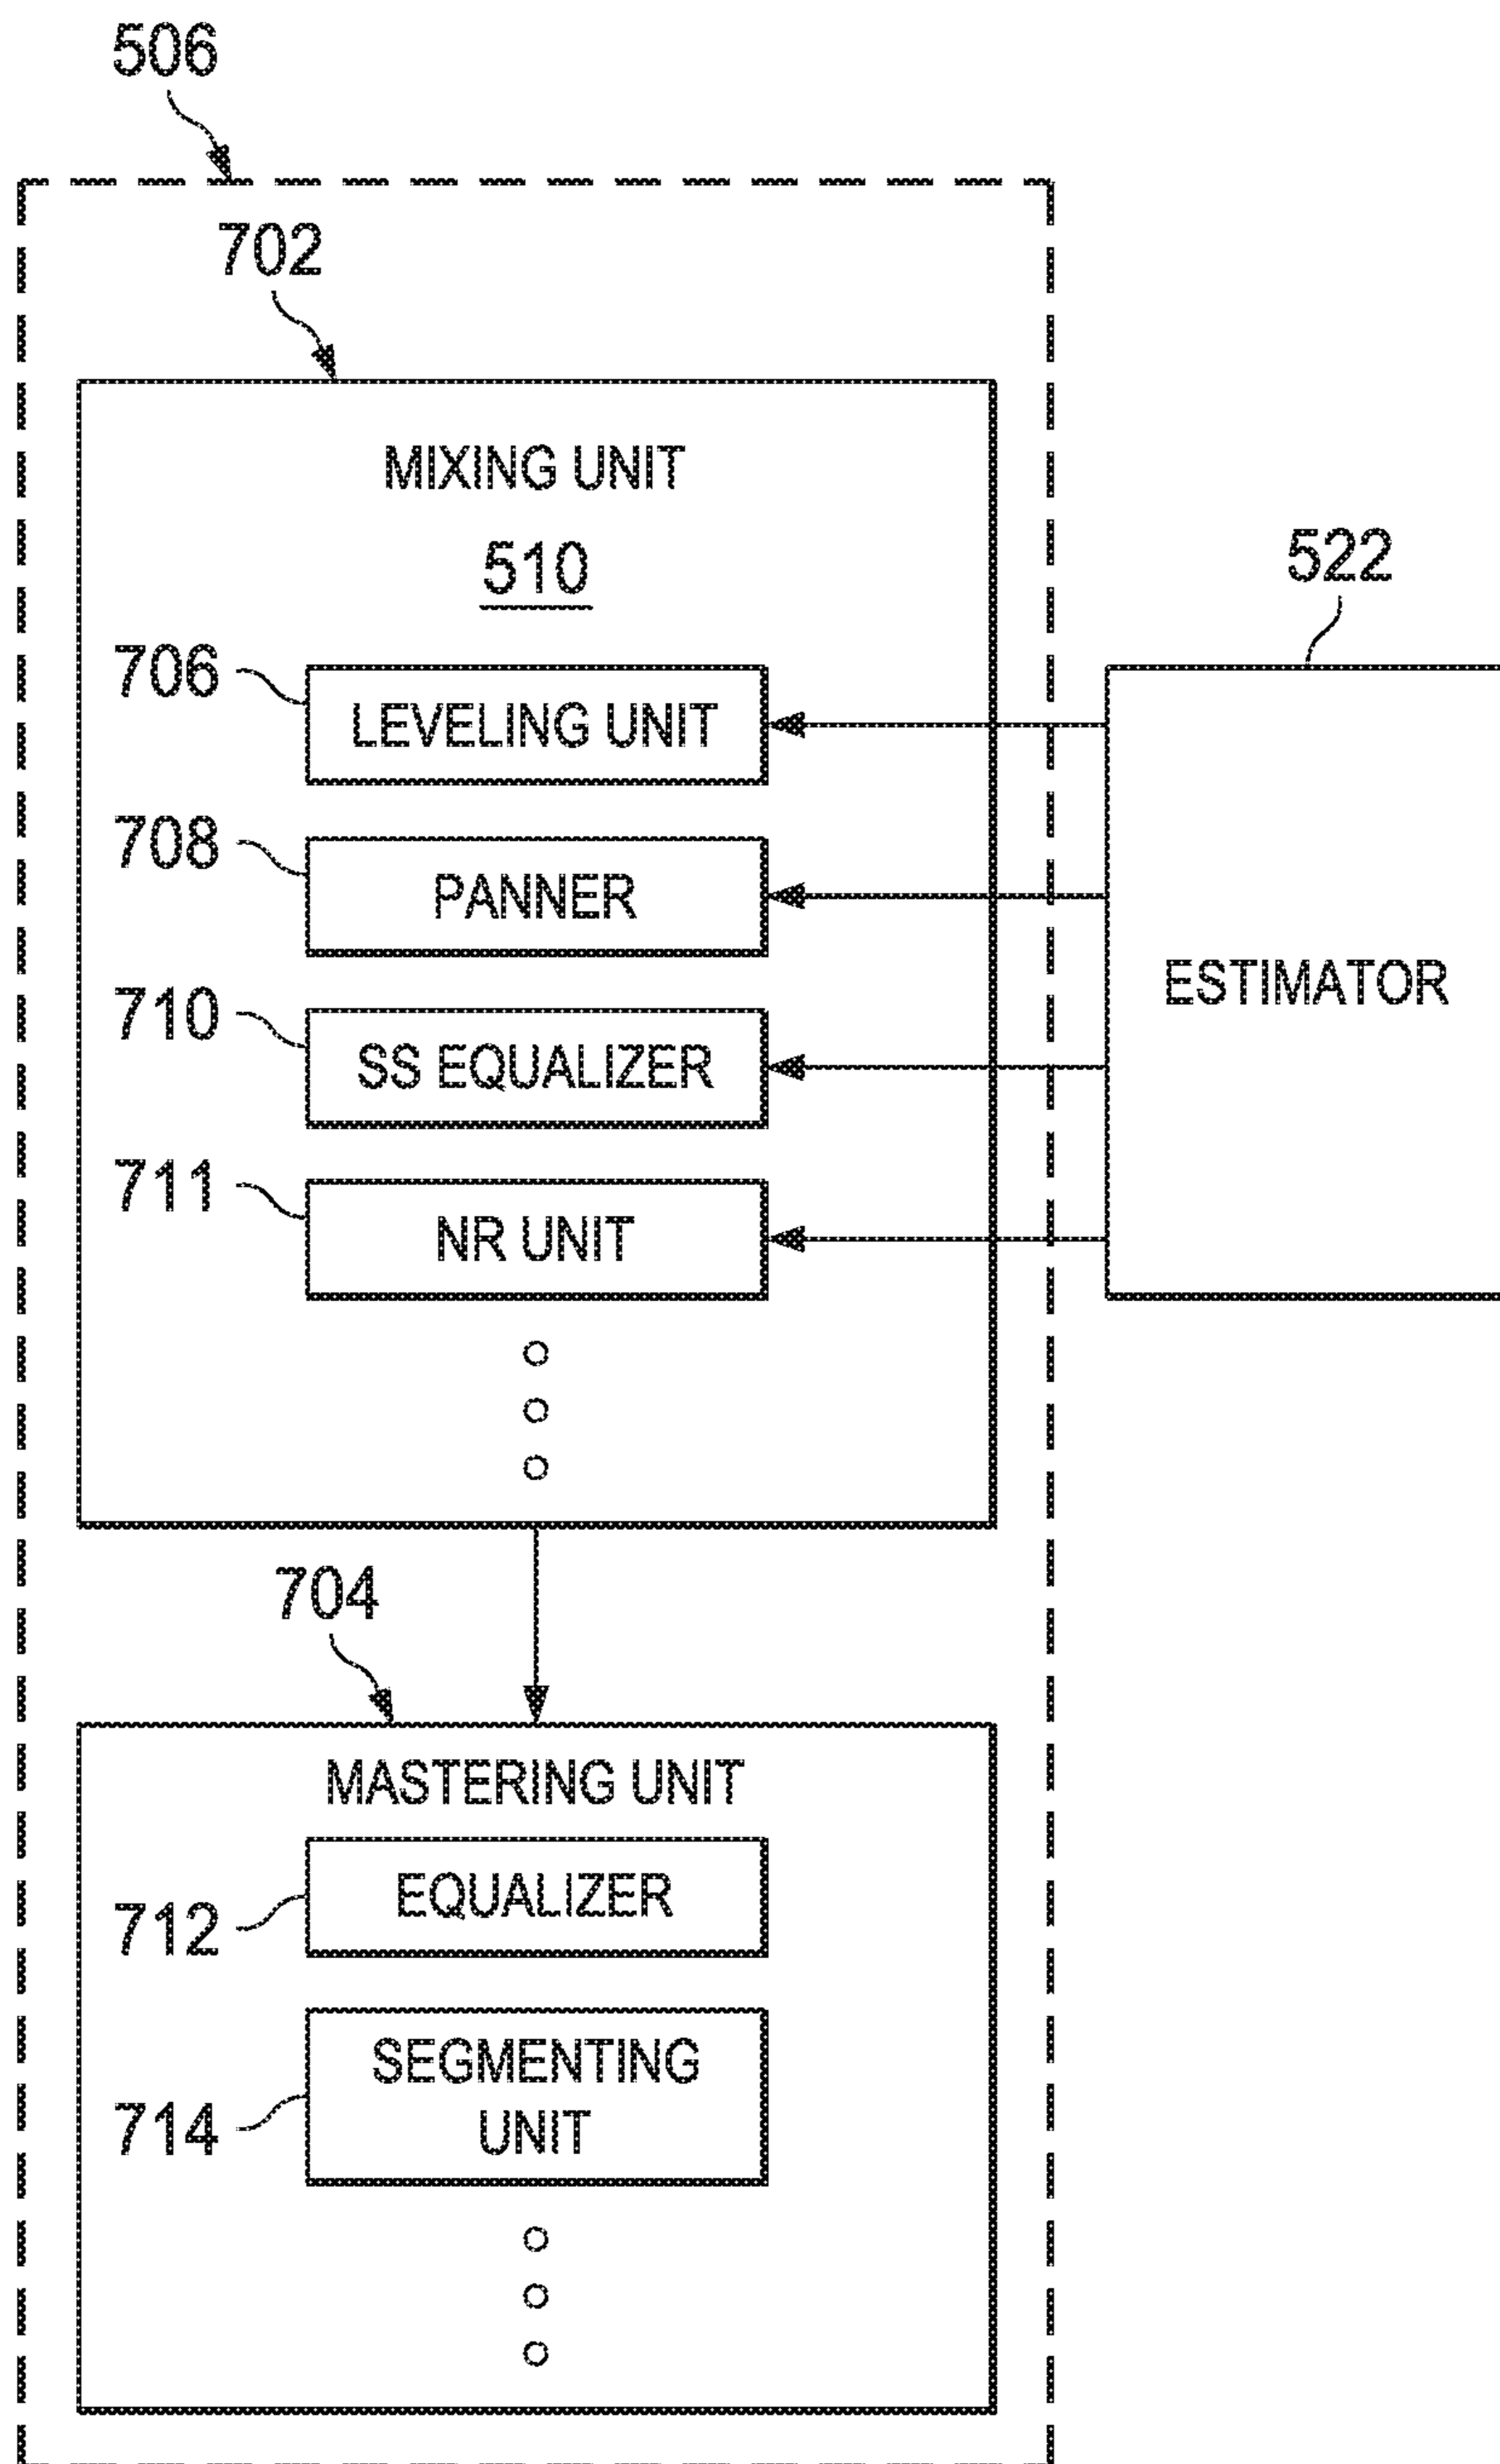 506
702
MIXING UNIT
510
522
706
LEVELING UNIT
708
PANNER
ESTIMATOR
710
SS EQUALIZER
711
NR UNIT
704
MASTERING UNIT
712
EQUALIZER
714
SEGMENTING
UNIT